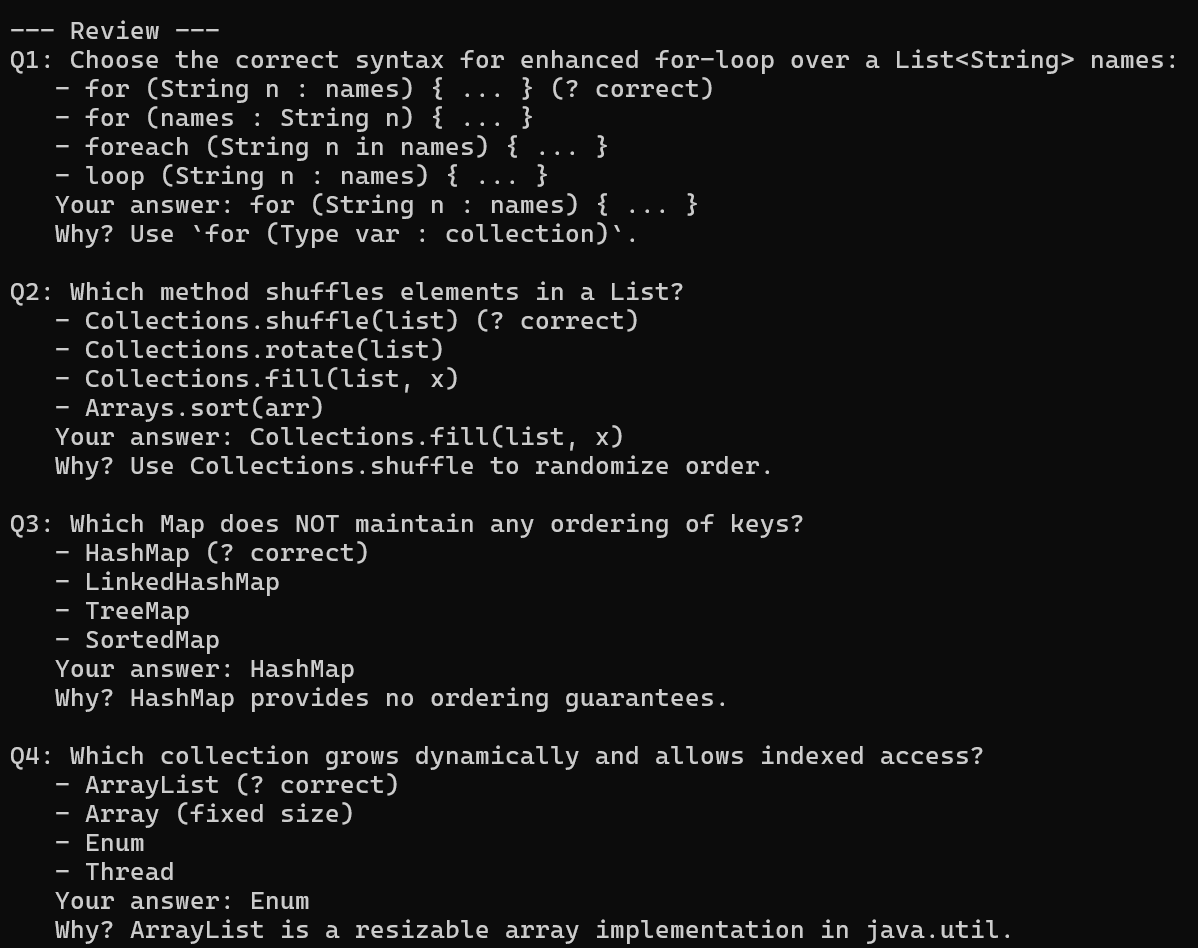 --- Review ---
Q1: Choose the correct syntax for enhanced for-loop over a List<String> names:
   - for (String n : names) { ... } (? correct)
   - for (names : String n) { ... }
   - foreach (String n in names) { ... }
   - loop (String n : names) { ... }
   Your answer: for (String n : names) { ... }
   Why? Use `for (Type var : collection)`.

Q2: Which method shuffles elements in a List?
   - Collections.shuffle(list) (? correct)
   - Collections.rotate(list)
   - Collections.fill(list, x)
   - Arrays.sort(arr)
   Your answer: Collections.fill(list, x)
   Why? Use Collections.shuffle to randomize order.

Q3: Which Map does NOT maintain any ordering of keys?
   - HashMap (? correct)
   - LinkedHashMap
   - TreeMap
   - SortedMap
   Your answer: HashMap
   Why? HashMap provides no ordering guarantees.

Q4: Which collection grows dynamically and allows indexed access?
   - ArrayList (? correct)
   - Array (fixed size)
   - Enum
   - Thread
   Your answer: Enum
   Why? ArrayList is a resizable array implementation in java.util.